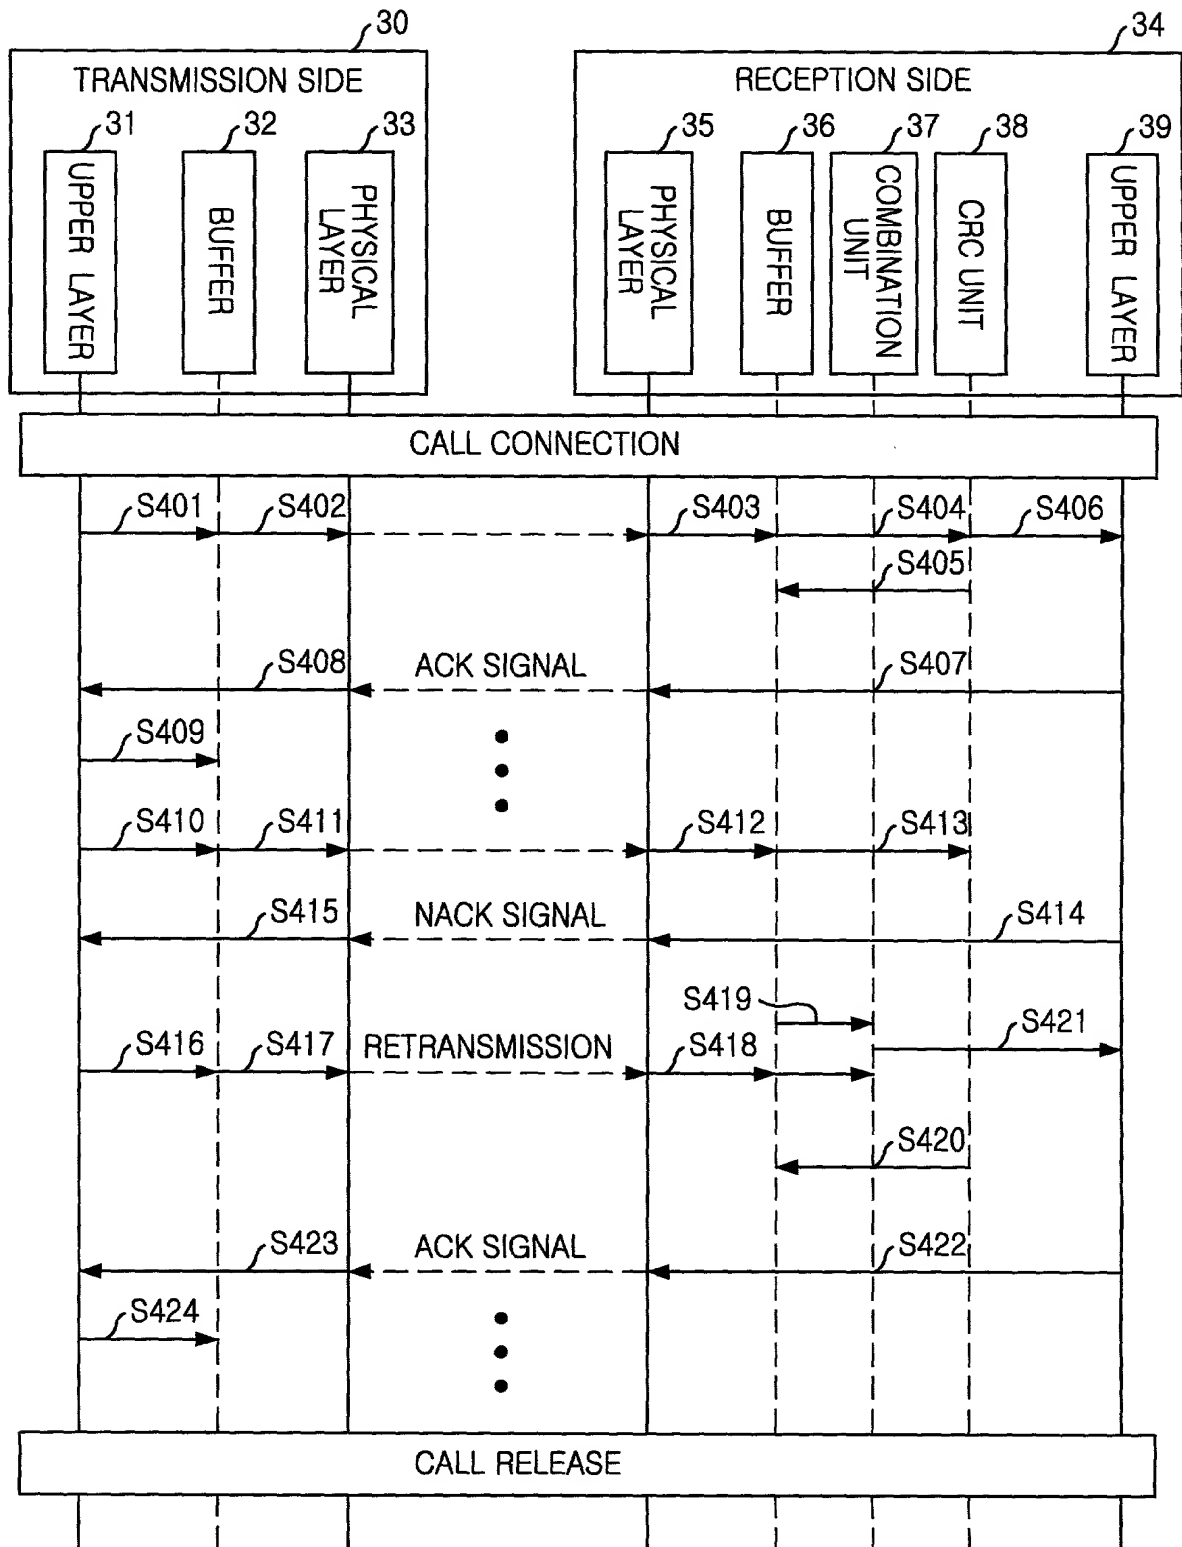 30
34
TRANSMISSION SIDE
RECEPTION SIDE
31
32
33
35
36
37
38
39
UPPER LAYER
BUFFER
PHYSICAL
LAYER
PHYSICAL
LAYER
BUFFER
COMBINATION
UNIT
CRC UNIT
UPPER LAYER
CALL CONNECTION
S401
S402
S403
S404
S406
S405
S408
ACK SIGNAL
S407
S409
S410
S411
S412
S413
S415
NACK SIGNAL
S414
S419
S421
S416
S417
RETRANSMISSION
S418
S420
S423
ACK SIGNAL
S422
S424
CALL RELEASE